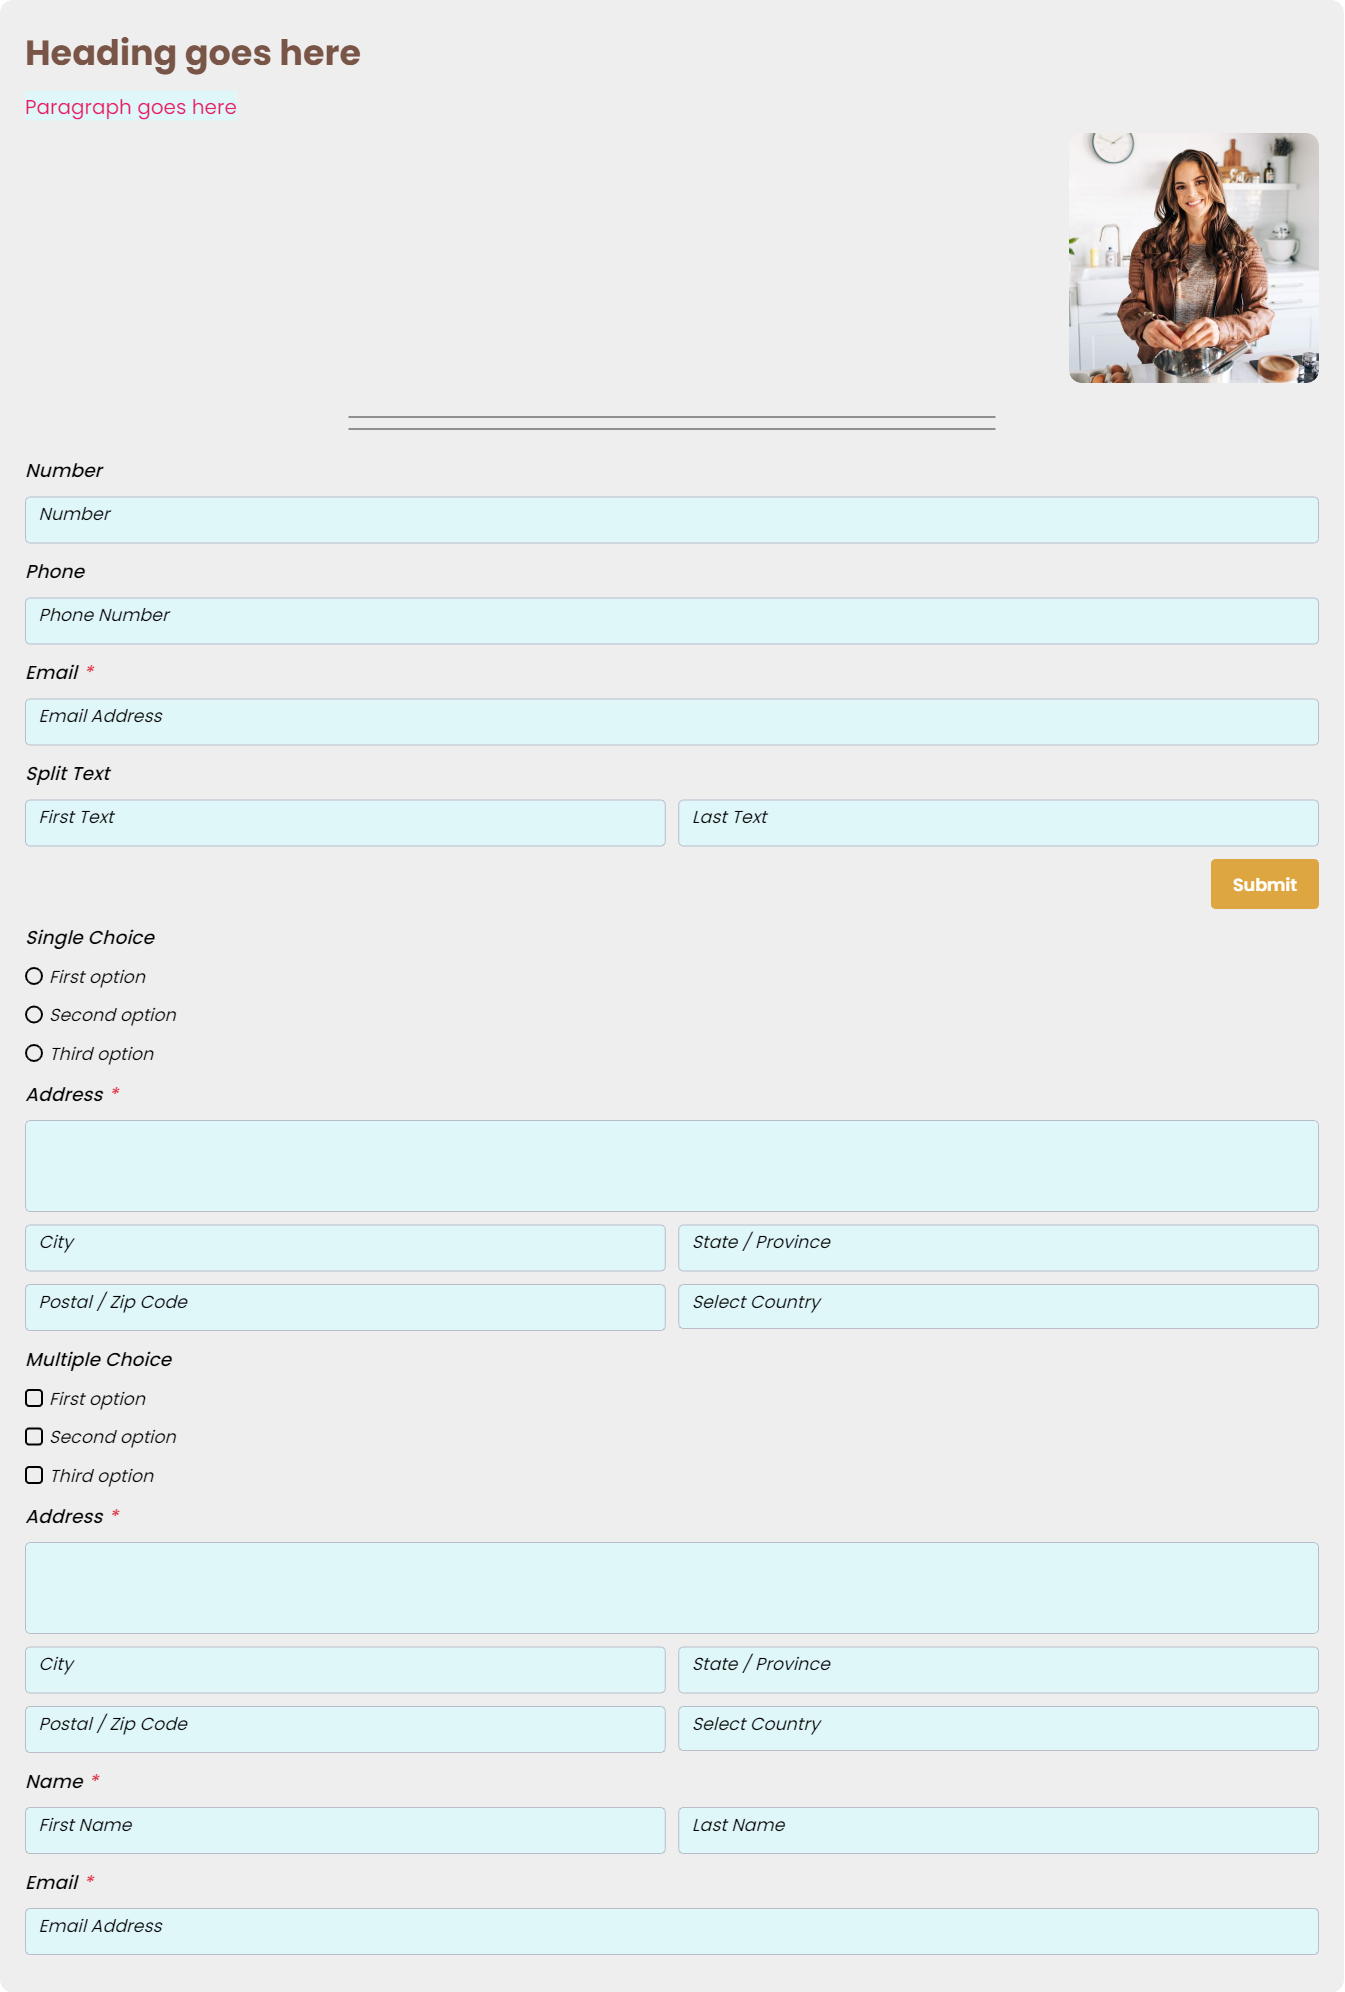 Heading goes here
Paragraph goes here
Number
Number
Phone
Phone Number
Email *
Email Address
Split Text
First Text
Last Text
Submit
Single Choice
First option
Second option
Third option
Address *
City
State / Province
Postal / Zip Code
Select Country
Multiple Choice
First option
Second option
Third option
Address *
City
State / Province
Postal / Zip Code
Select Country
Name *
First Name
Last Name
Email *
Email Address